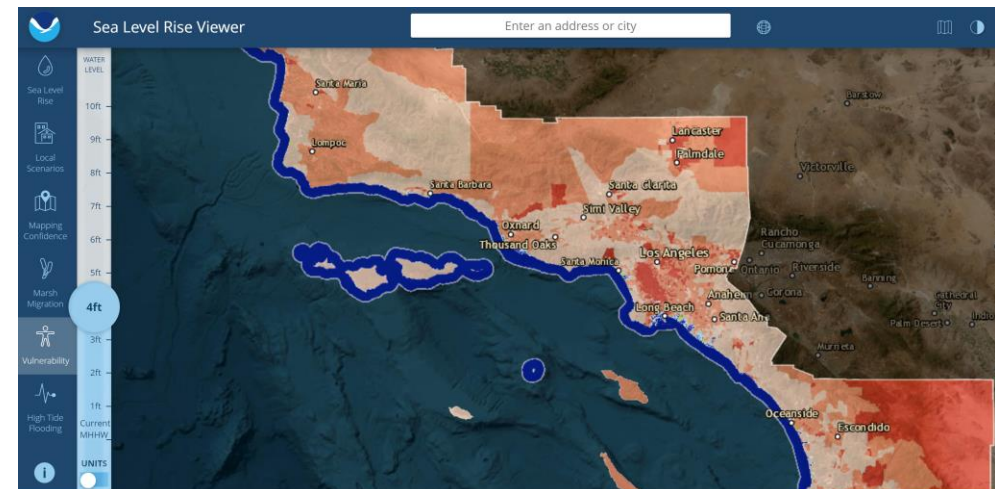 Sea Level Rise Viewer
Enter an address or city
Sea Level
Rise
Local
Scenarios
Mapping
Confidence
Marsh
Migration
Vulnerability
High Tide
Flooding
i
WATER
LEVEL
10ft
9ft
8ft
7ft
6ft
5ft
4ft
3ft
2ft
1ft
Current
MHHW
UNITS
Santa Maria
Lompoc
Santa Barbara
Lancaster
Palmdale
Barstow
Victorville
Santa Clarita
Simi Valley
Oxnard
Thousand Oaks
Santa Monica
Los Angeles
Rancho
Cucamonga
Pomona
Ontario
Riverside
Banning
Anaheim
Corona
Long Beach
Santa Ana
Cathedral
City
Palm Desert
Indio
Murrieta
Oceanside
Escondido